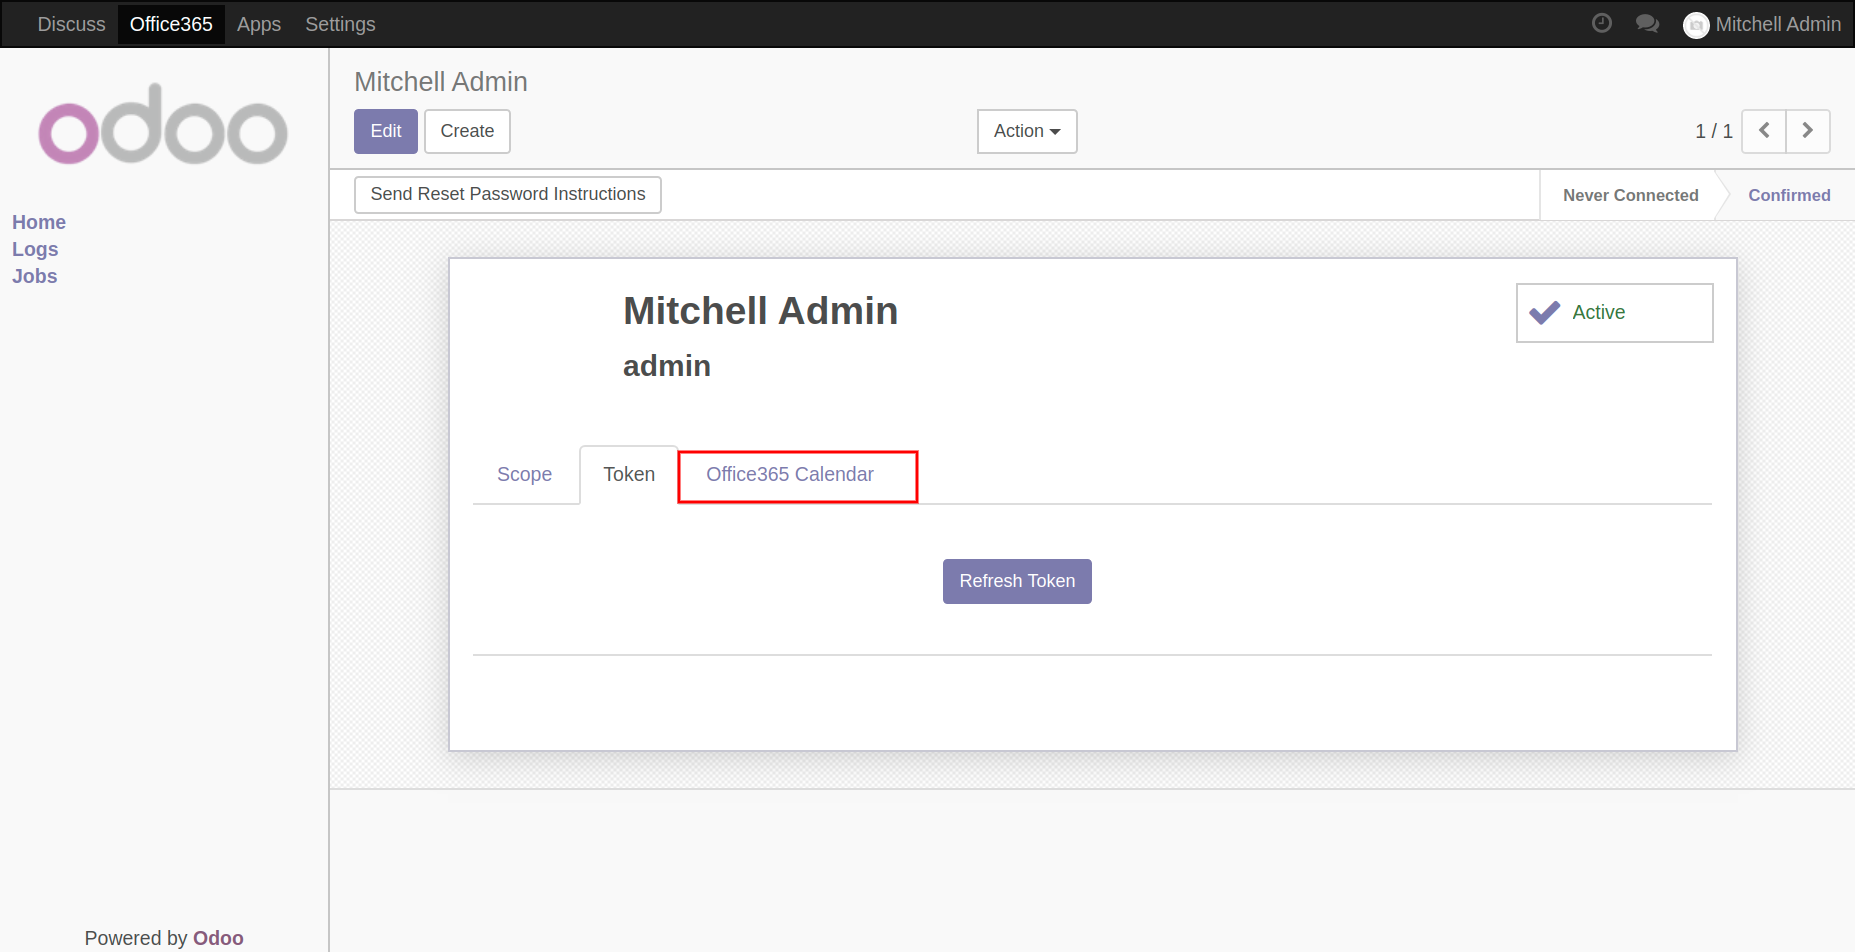 Discuss Office365 Apps Settings Mitchell Admin
odoo
Home
Logs
Jobs
Mitchell Admin
Edit Create Action 1 / 1
Send Reset Password Instructions Never Connected Confirmed
Mitchell Admin
Active
admin
Scope Token Office365 Calendar
Refresh Token
Powered by Odoo